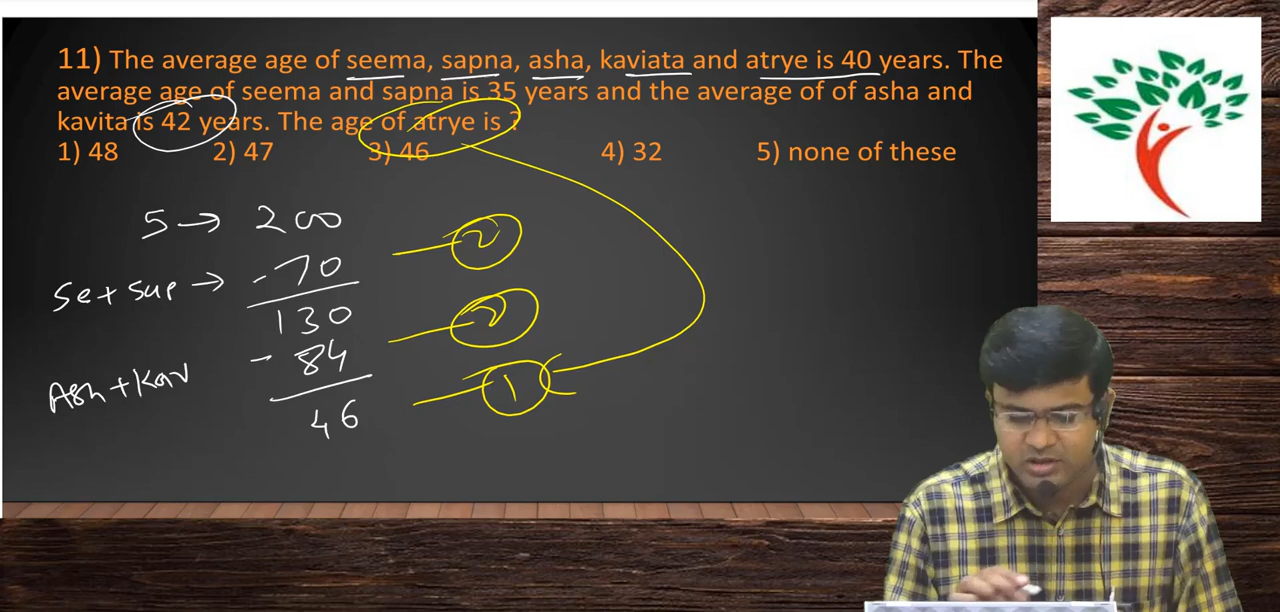 11) The average age of seema, sapna, asha, kaviata and atrye is 40 years. The
average age of seema and sapna is 35 years and the average of of asha and
kavita is 42 years. The age of atrye is ?
1) 48 2) 47 3) 46 4) 32 5) none of these
5 → 200
2
Se + Sup → - 70
130
2
Ash + Kav - 84
1
46